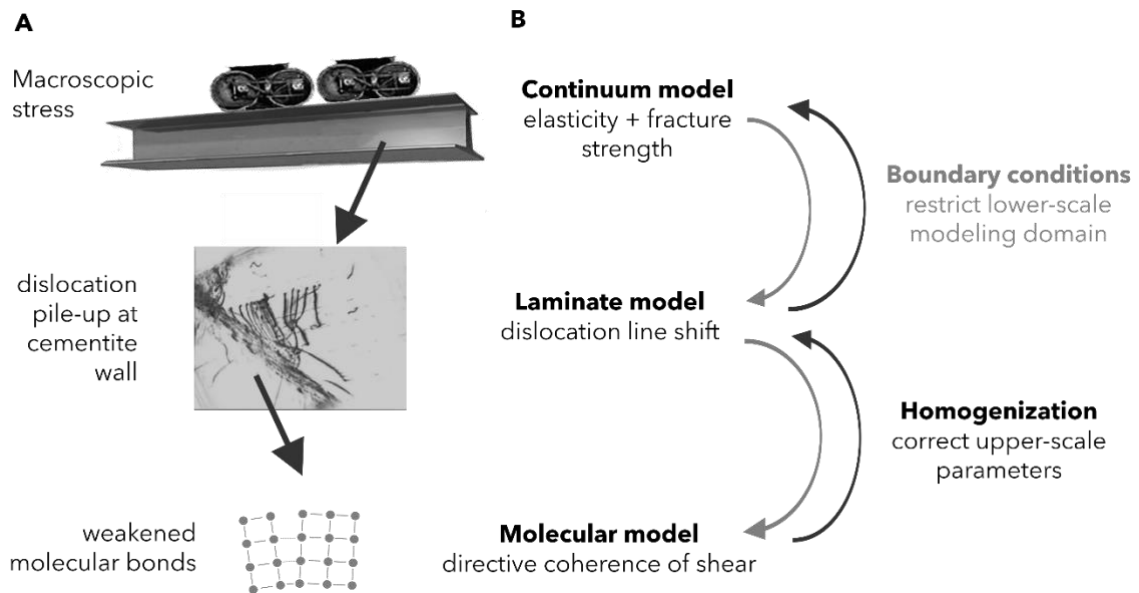 A
Macroscopic
stress
dislocation
pile-up at
cementite
wall
weakened
molecular bonds
B
Continuum model
elasticity + fracture
strength
Boundary conditions
restrict lower-scale
modeling domain
Laminate model
dislocation line shift
Homogenization
correct upper-scale
parameters
Molecular model
directive coherence of shear